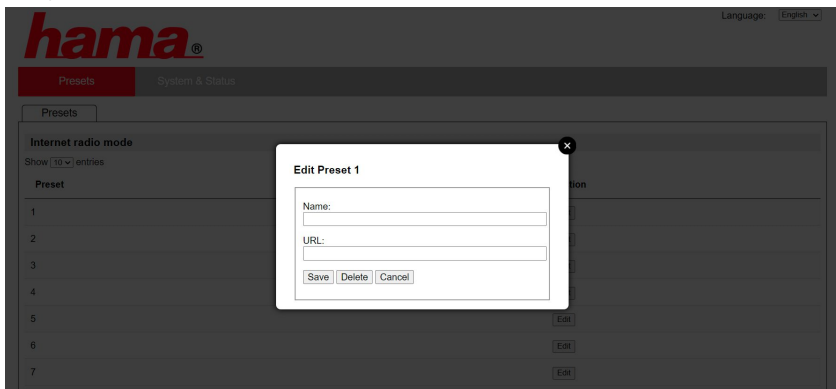 Language: English
hama®
Presets System & Status
Presets
Internet radio mode
Show 10 entries
Preset
Edit Preset 1
Name:
URL:
Save Delete Cancel
1
2
3
4
5 Edit
6 Edit
7 Edit